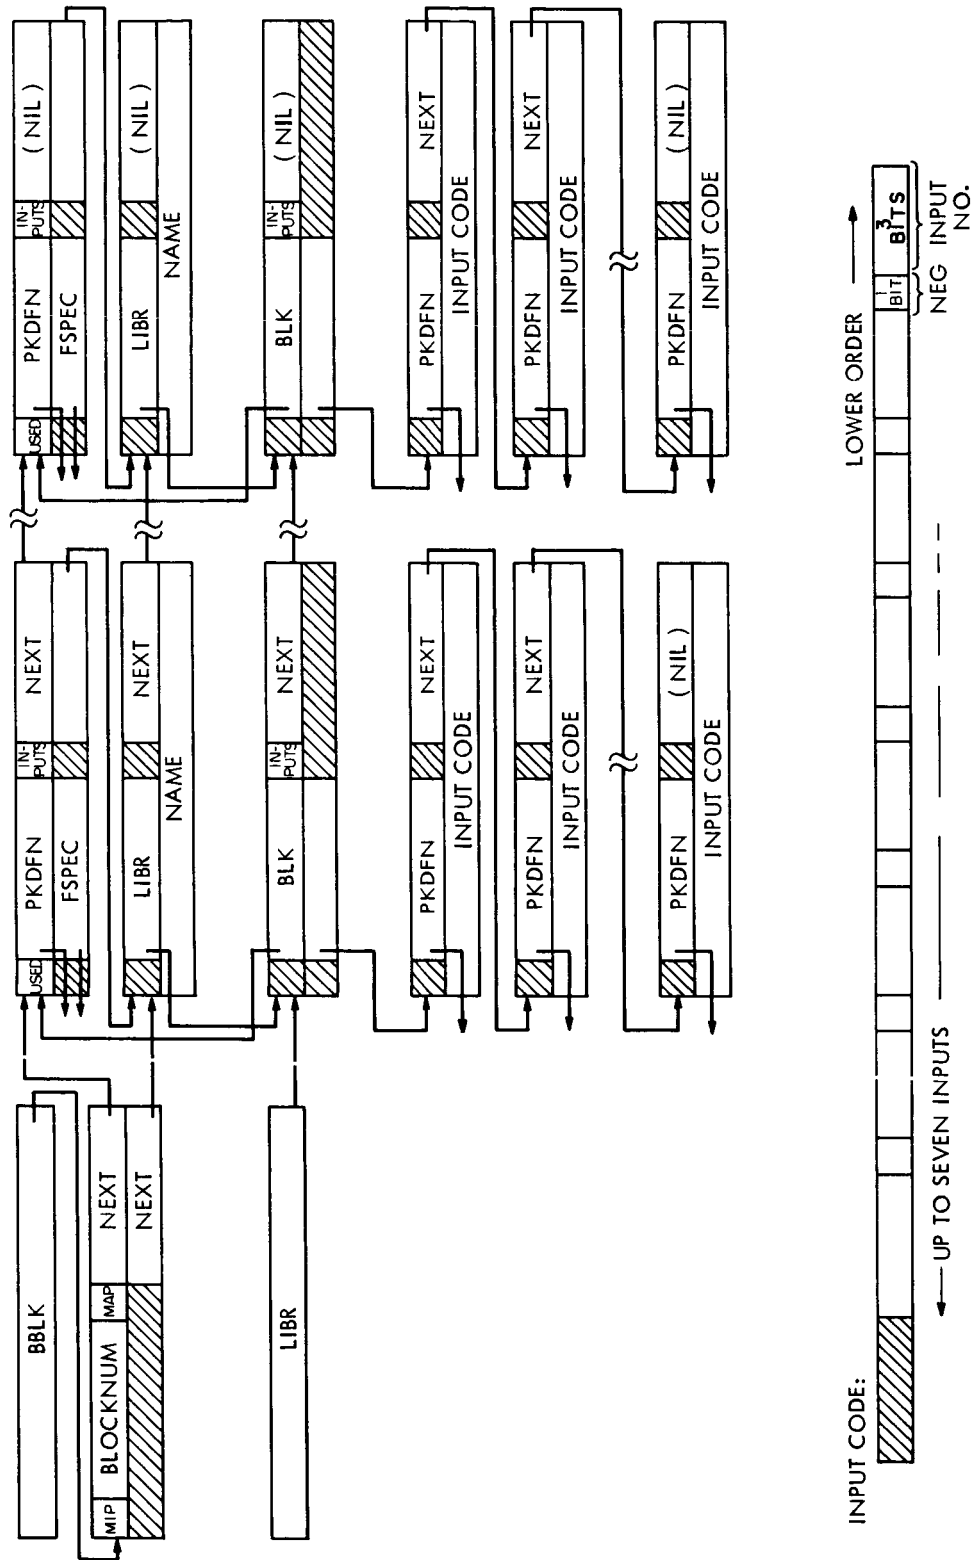 BBLK
MIP BLOCKNUM MAP NEXT
NEXT
LIBR
USED PKDFN IN-PUTS NEXT
FSPEC
LIBR NEXT
NAME
BLK IN-PUTS NEXT
PKDFN NEXT
INPUT CODE
PKDFN NEXT
INPUT CODE
PKDFN (NIL)
INPUT CODE
USED PKDFN IN-PUTS (NIL)
FSPEC
LIBR (NIL)
NAME
BLK IN-PUTS (NIL)
PKDFN NEXT
INPUT CODE
PKDFN NEXT
INPUT CODE
PKDFN (NIL)
INPUT CODE
INPUT CODE:
LOWER ORDER
1 BIT
3 BITS
UP TO SEVEN INPUTS
NEG
INPUT NO.